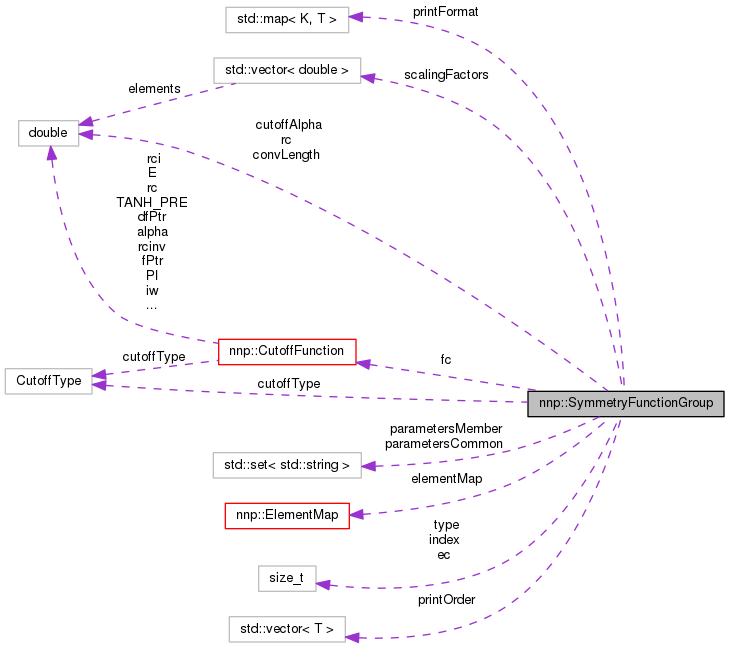 std::map< K, T >
printFormat
std::vector< double >
scalingFactors
elements
double
cutoffAlpha
rc
convLength
rci
E
rc
TANH_PRE
dfPtr
alpha
rcinv
fPtr
PI
iw
...
nnp::CutoffFunction
cutoffType
fc
CutoffType
cutoffType
nnp::SymmetryFunctionGroup
parametersMember
parametersCommon
std::set< std::string >
elementMap
nnp::ElementMap
type
index
ec
size_t
printOrder
std::vector< T >